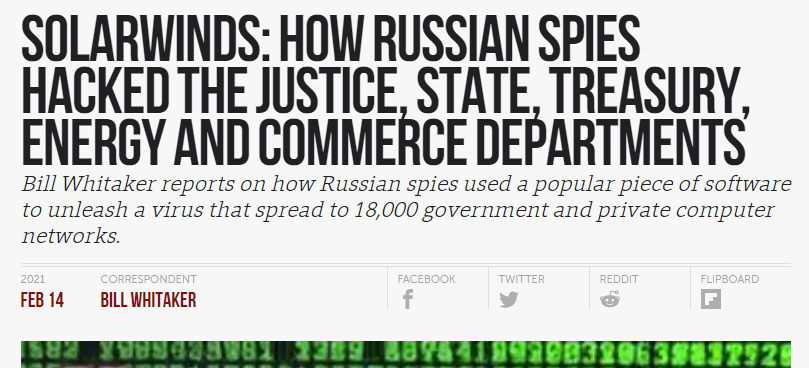 SOLARWINDS: HOW RUSSIAN SPIES
HACKED THE JUSTICE, STATE, TREASURY,
ENERGY AND COMMERCE DEPARTMENTS
Bill Whitaker reports on how Russian spies used a popular piece of software
to unleash a virus that spread to 18,000 government and private computer
networks.
2021 CORRESPONDENT FACEBOOK TWITTER REDDIT FLIPBOARD
FEB 14 BILL WHITAKER